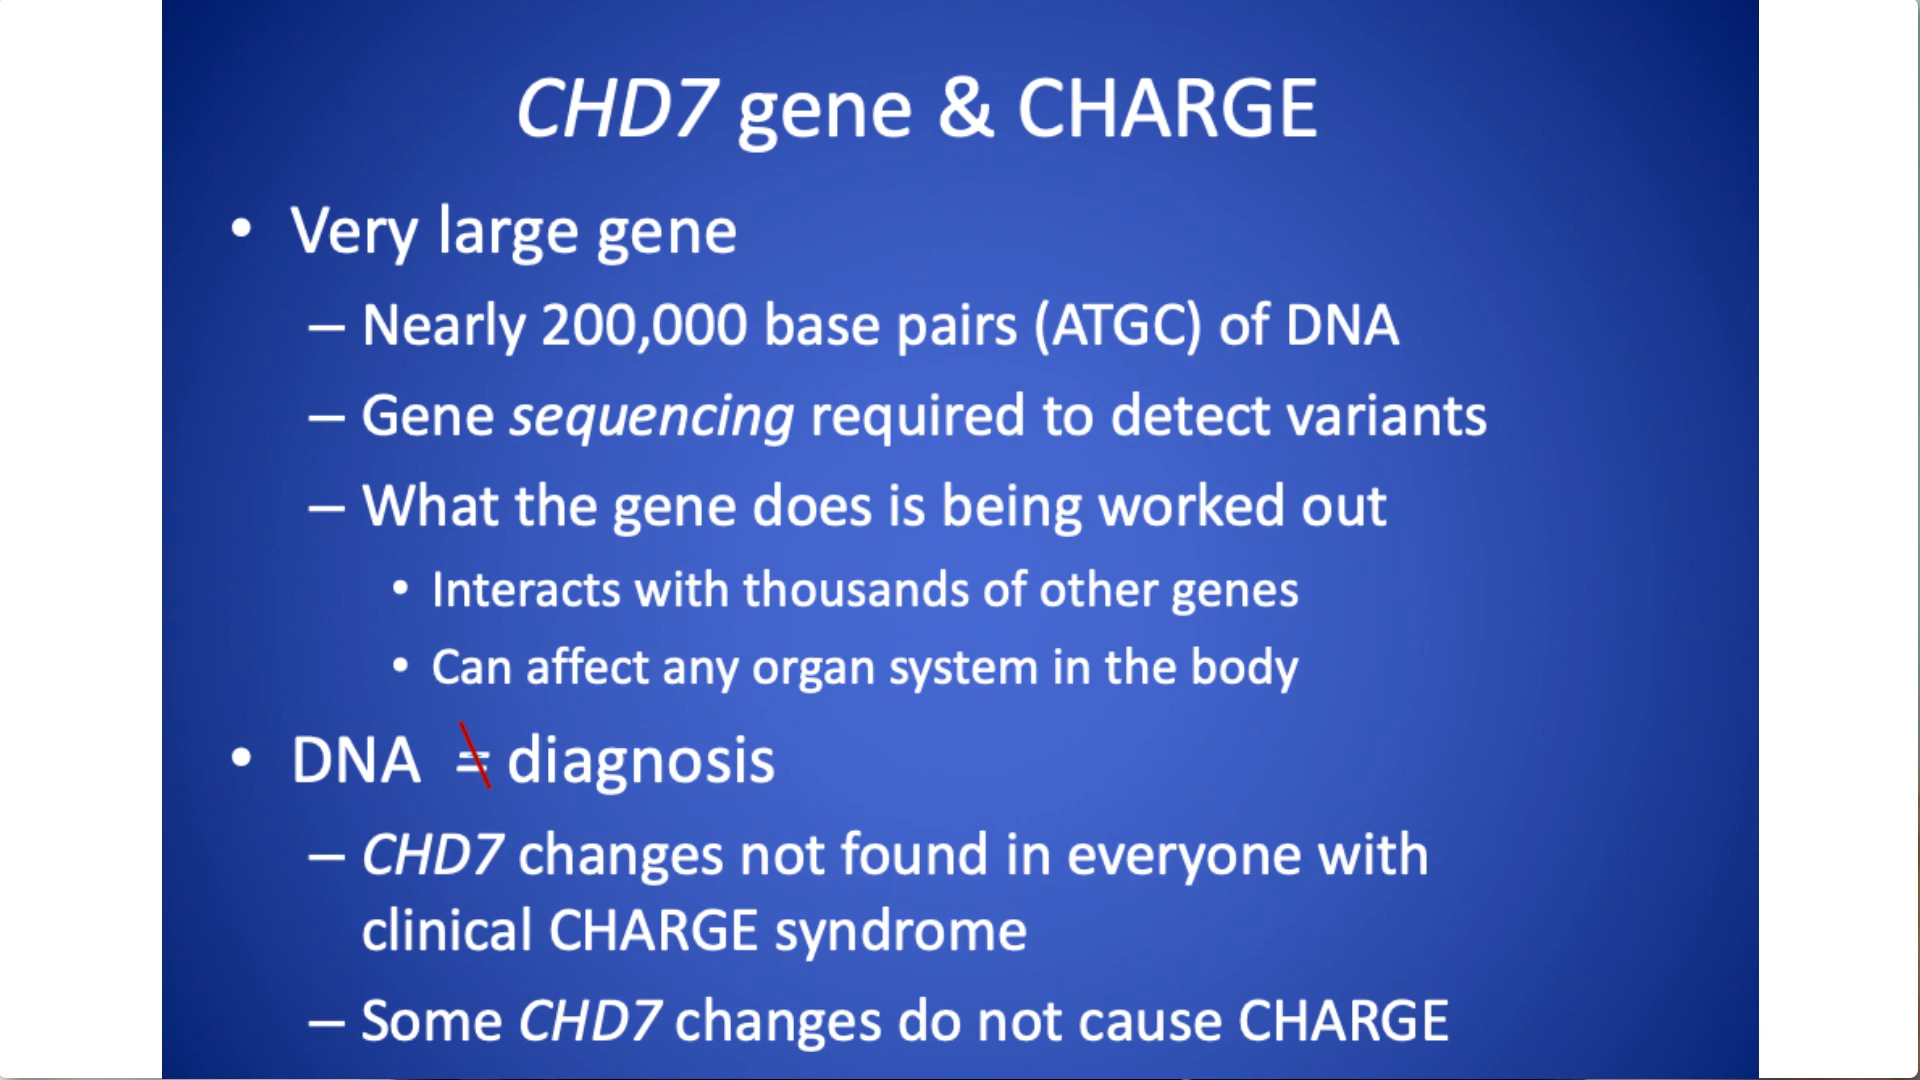 CHD7 gene & CHARGE
• Very large gene
– Nearly 200,000 base pairs (ATGC) of DNA
– Gene sequencing required to detect variants
– What the gene does is being worked out
• Interacts with thousands of other genes
• Can affect any organ system in the body
• DNA ≠ diagnosis
– CHD7 changes not found in everyone with
clinical CHARGE syndrome
– Some CHD7 changes do not cause CHARGE